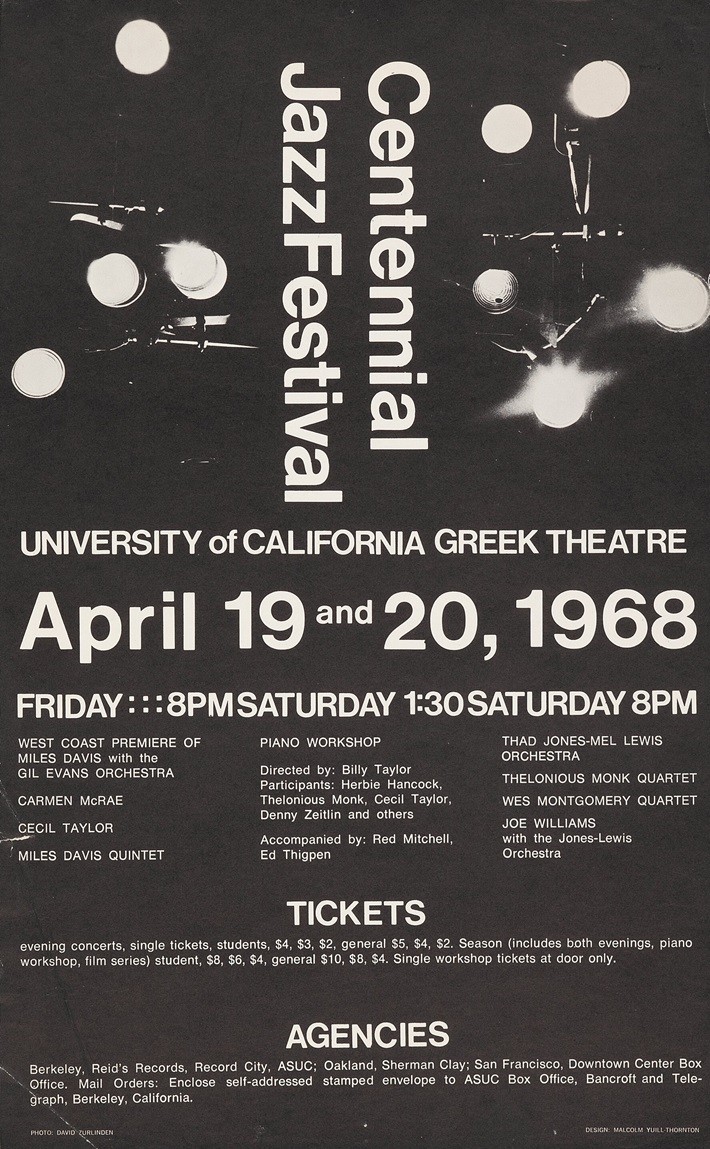 Centennial
JazzFestival
UNIVERSITY of CALIFORNIA GREEK THEATRE
April 19 and 20, 1968
FRIDAY:::8PM
WEST COAST PREMIERE OF
MILES DAVIS with the
GIL EVANS ORCHESTRA
CARMEN McRAE
CECIL TAYLOR
MILES DAVIS QUINTET
SATURDAY 1:30
PIANO WORKSHOP
Directed by: Billy Taylor
Participants: Herbie Hancock,
Thelonious Monk, Cecil Taylor,
Denny Zeitlin and others
Accompanied by: Red Mitchell,
Ed Thigpen
SATURDAY 8PM
THAD JONES-MEL LEWIS
ORCHESTRA
THELONIOUS MONK QUARTET
WES MONTGOMERY QUARTET
JOE WILLIAMS
with the Jones-Lewis
Orchestra
TICKETS
evening concerts, single tickets, students, $4, $3, $2, general $5, $4, $2. Season (includes both evenings, piano
workshop, film series) student, $8, $6, $4, general $10, $8, $4. Single workshop tickets at door only.
AGENCIES
Berkeley, Reid's Records, Record City, ASUC; Oakland, Sherman Clay; San Francisco, Downtown Center Box
Office. Mail Orders: Enclose self-addressed stamped envelope to ASUC Box Office, Bancroft and Tele-
graph, Berkeley, California.
PHOTO: DAVID ZURLINDEN
DESIGN: MALCOLM YUILL-THORNTON